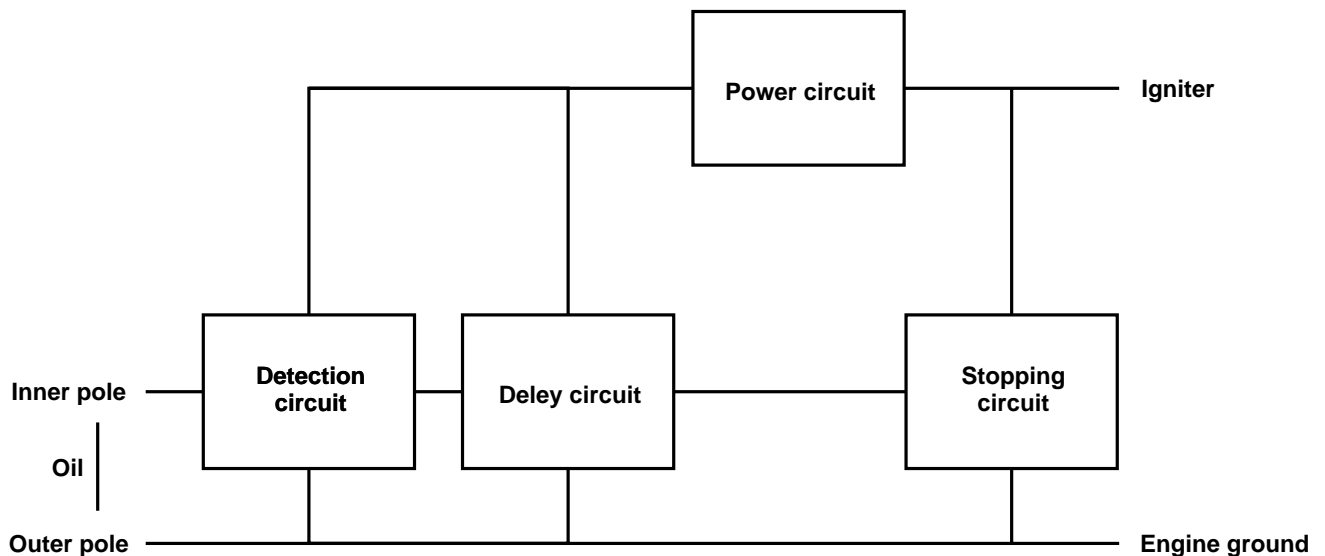 Power circuit
Igniter
Detection
circuit
Deley circuit
Stopping
circuit
Inner pole
Oil
Outer pole
Engine ground